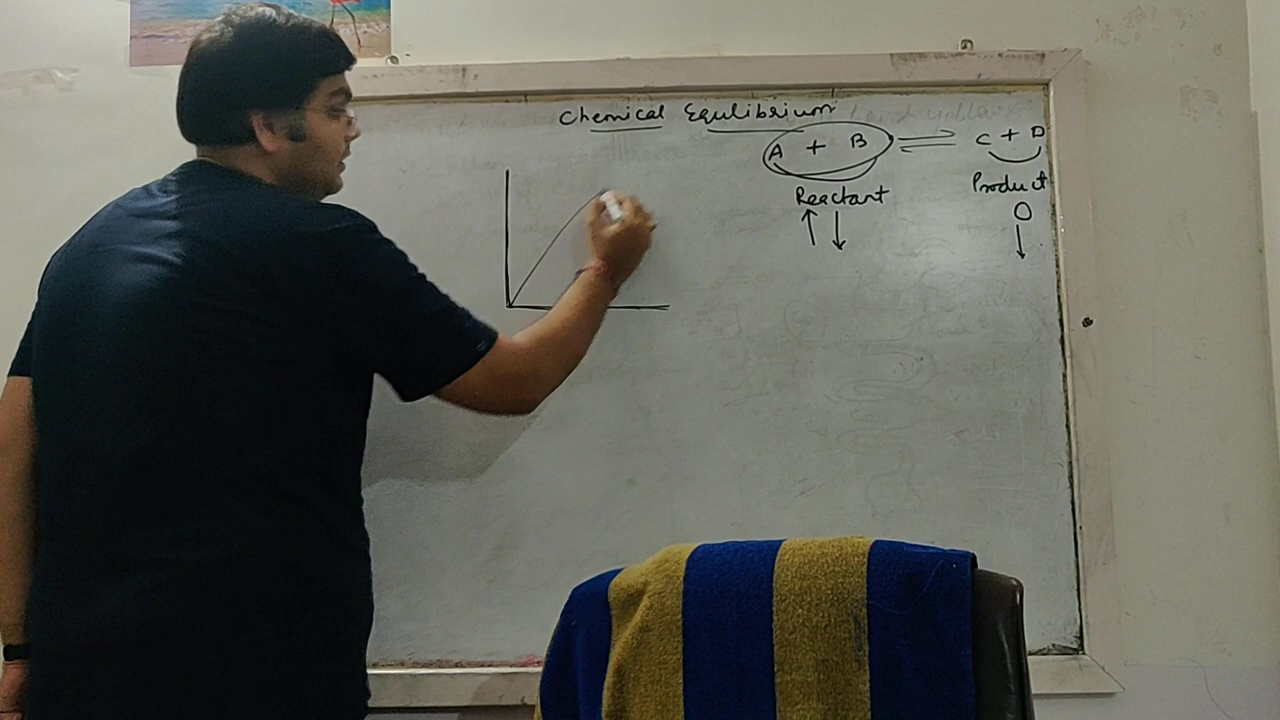 Chemical Equlibrium
A + B ⇌ C + D
Reactant Product
↑ ↓ O
↓